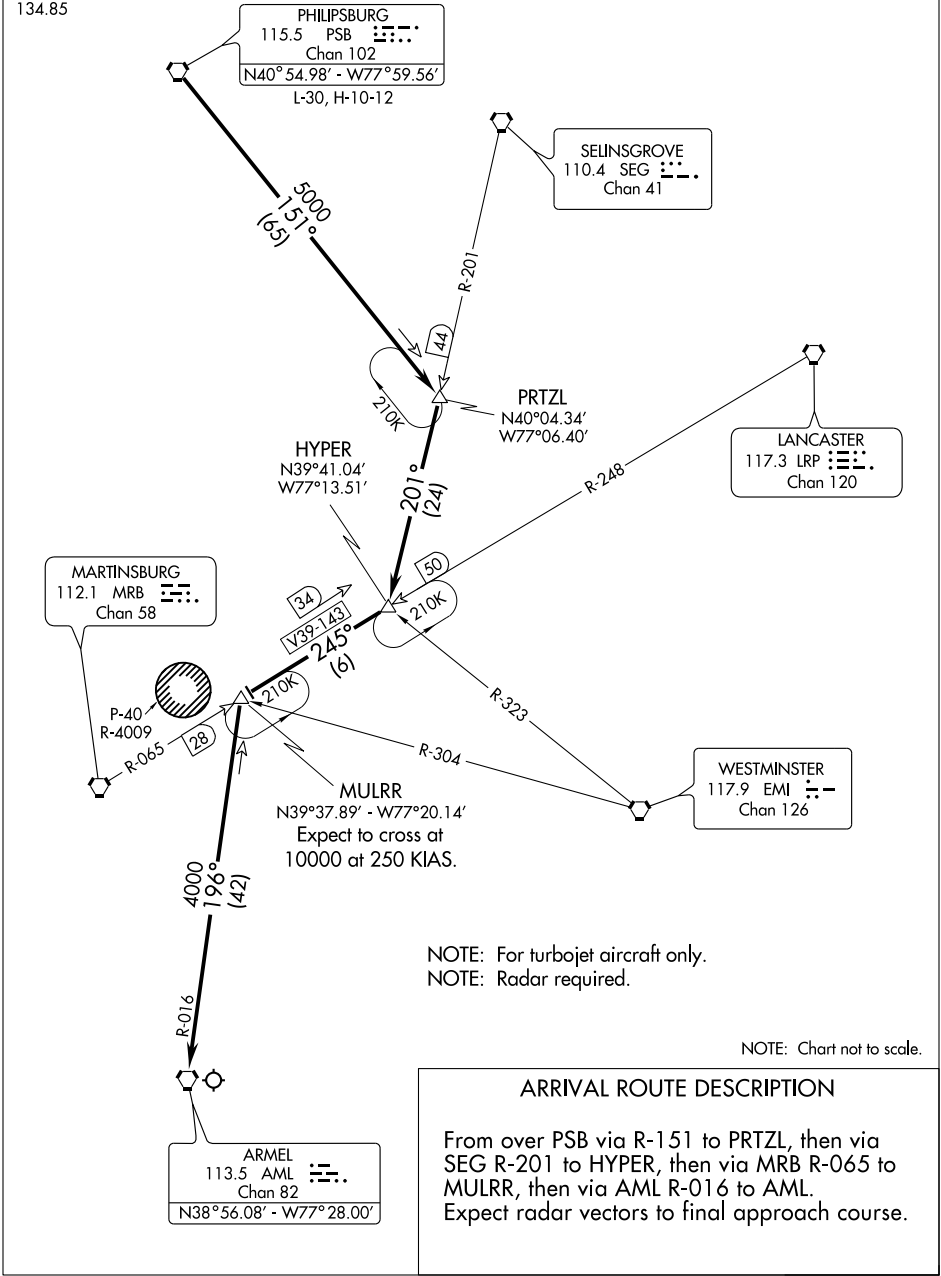 134.85
PHILIPSBURG
115.5 PSB
Chan 102
N40°54.98' - W77°59.56'
L-30, H-10-12
SELINSGROVE
110.4 SEG
Chan 41
5000
151°
(65)
R-201
44
210K
PRTZL
N40°04.34'
W77°06.40'
LANCASTER
117.3 LRP
Chan 120
HYPER
N39°41.04'
W77°13.51'
201°
(24)
R-248
50
MARTINSBURG
112.1 MRB
Chan 58
34
V39-143
245°
(6)
210K
210K
P-40
R-4009
R-065
28
R-323
R-304
WESTMINSTER
117.9 EMI
Chan 126
MULRR
N39°37.89' - W77°20.14'
Expect to cross at
10000 at 250 KIAS.
4000
196°
(42)
R-016
NOTE: For turbojet aircraft only.
NOTE: Radar required.
NOTE: Chart not to scale.
ARMEL
113.5 AML
Chan 82
N38°56.08' - W77°28.00'
ARRIVAL ROUTE DESCRIPTION
From over PSB via R-151 to PRTZL, then via
SEG R-201 to HYPER, then via MRB R-065 to
MULRR, then via AML R-016 to AML.
Expect radar vectors to final approach course.